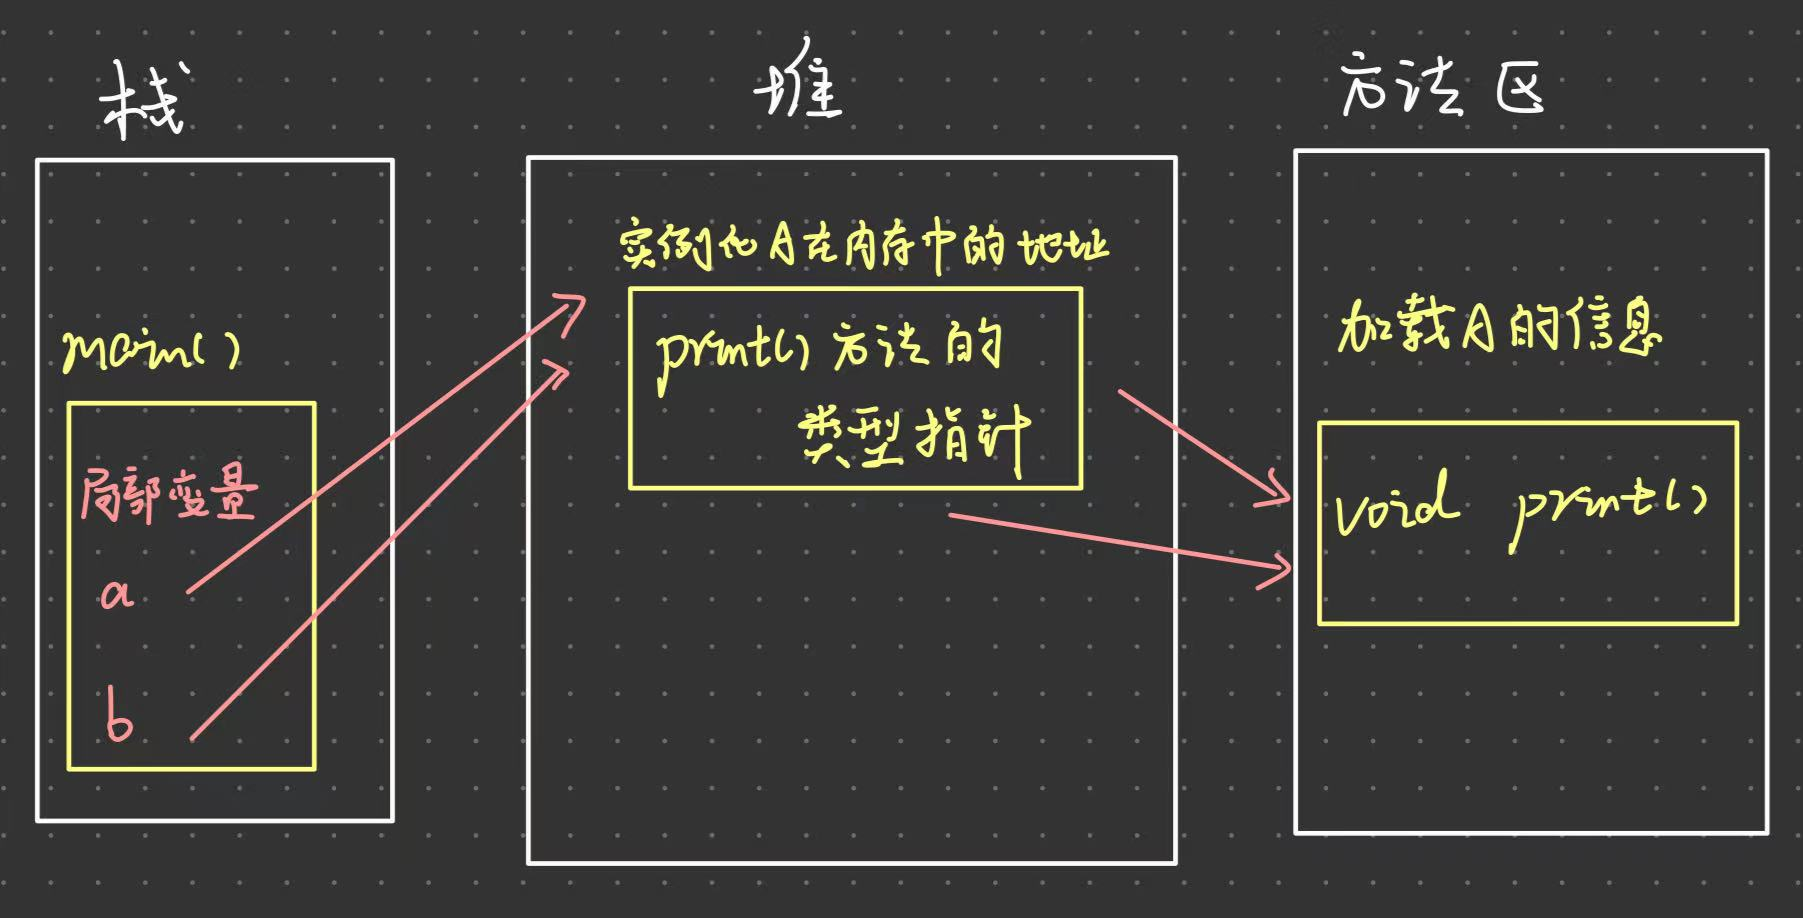 栈
堆
方法区
main()
局部变量
a
b
实例化A在内存中的地址
print()方法的
类型指针
加载A的信息
void print()